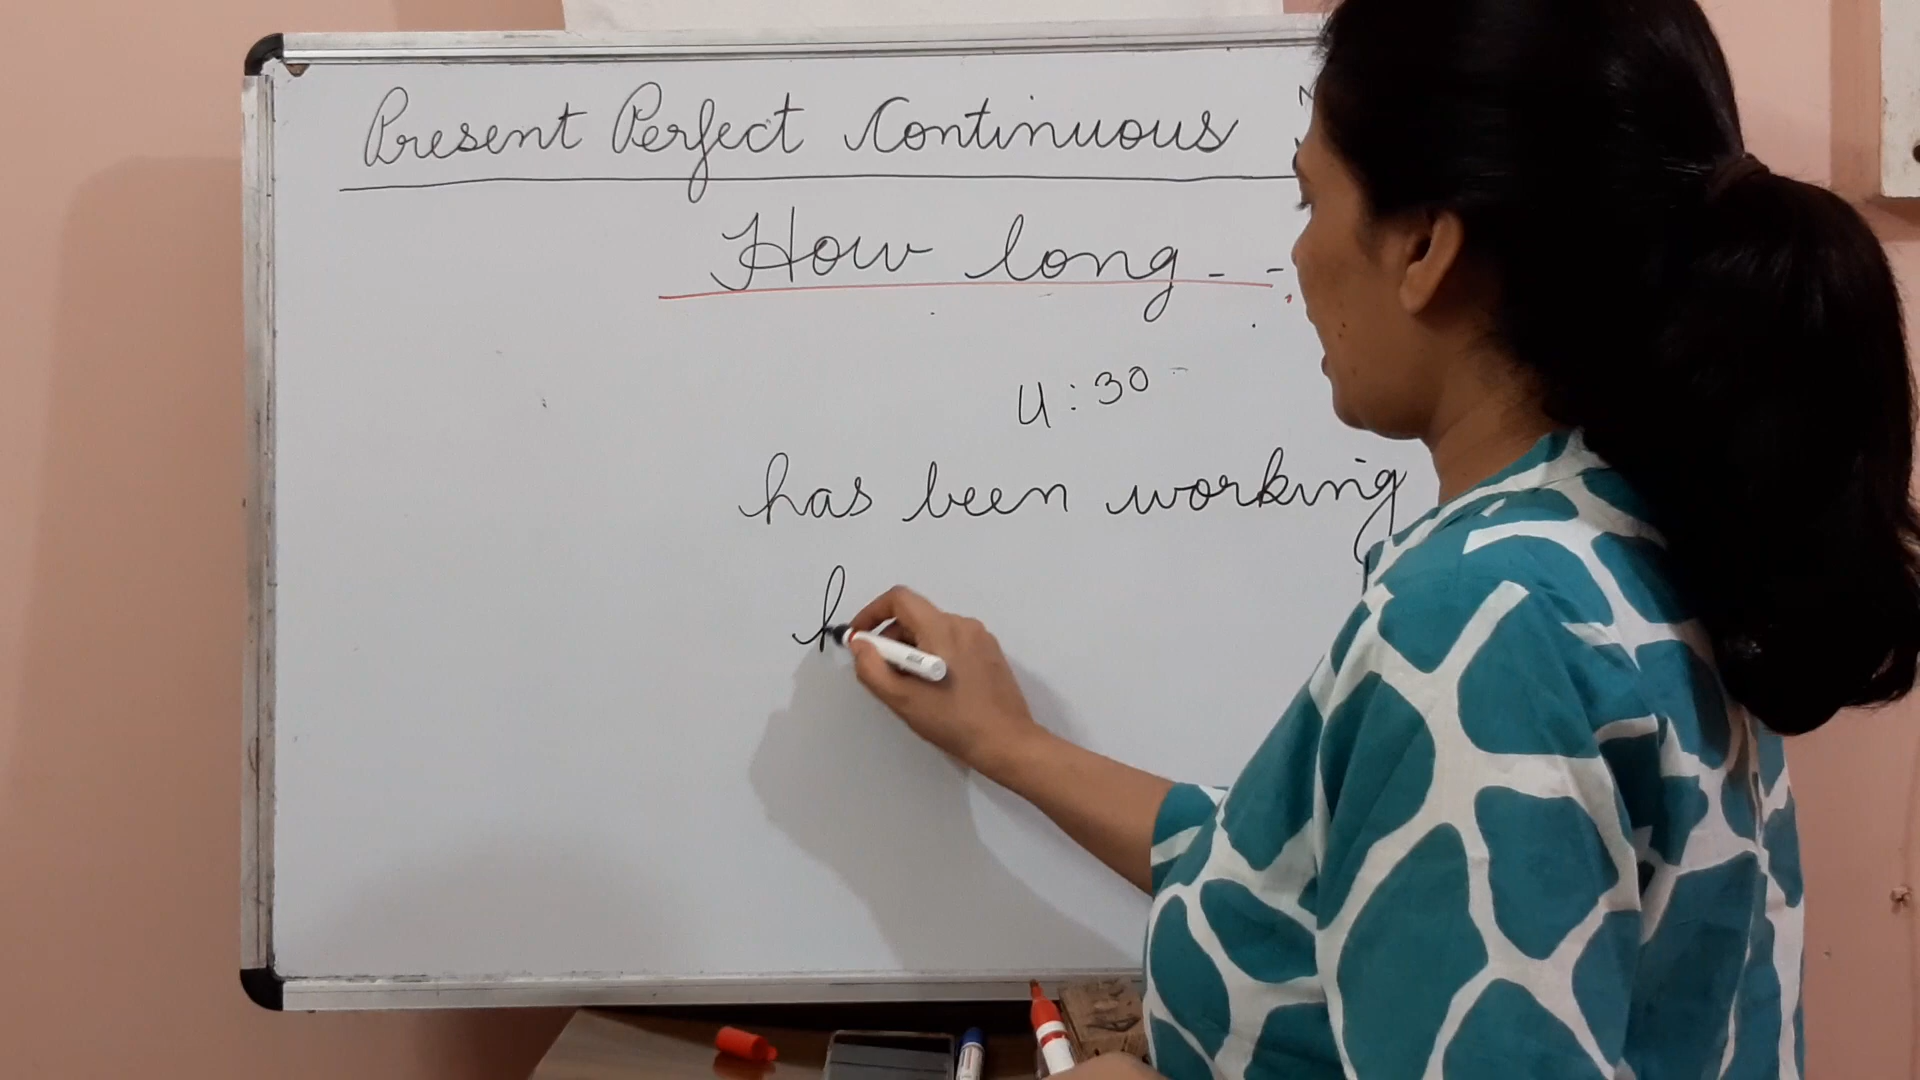 Present Perfect Continuous
How long - -
4:30
has been working
h